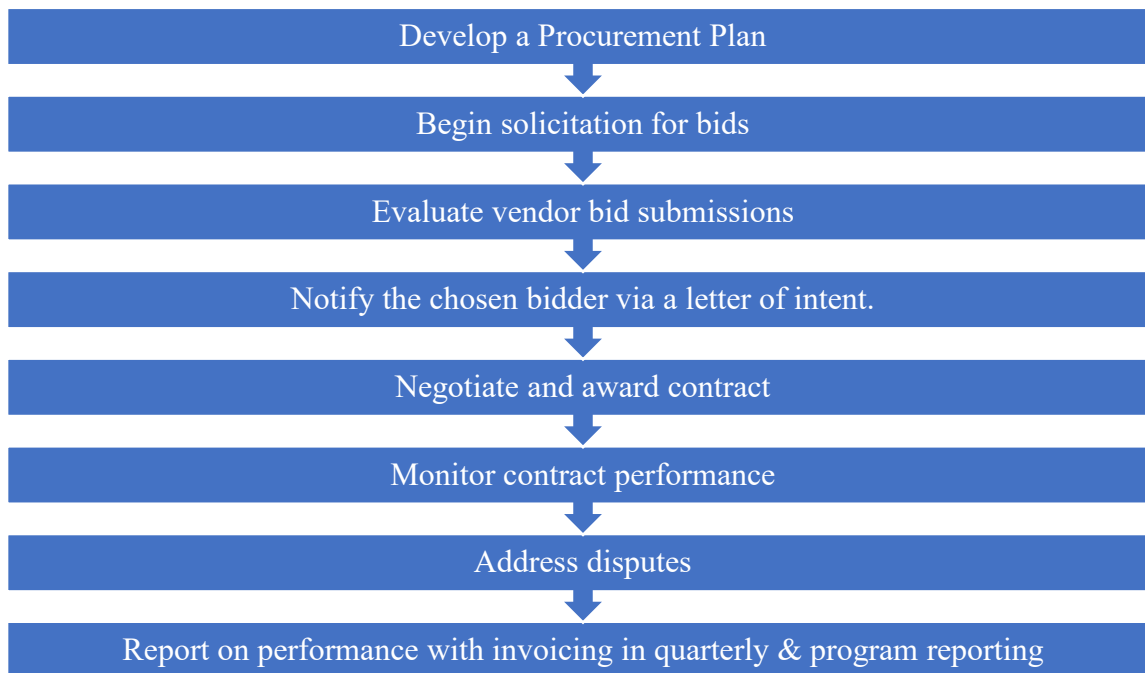 Develop a Procurement Plan
Begin solicitation for bids
Evaluate vendor bid submissions
Notify the chosen bidder via a letter of intent.
Negotiate and award contract
Monitor contract performance
Address disputes
Report on performance with invoicing in quarterly & program reporting